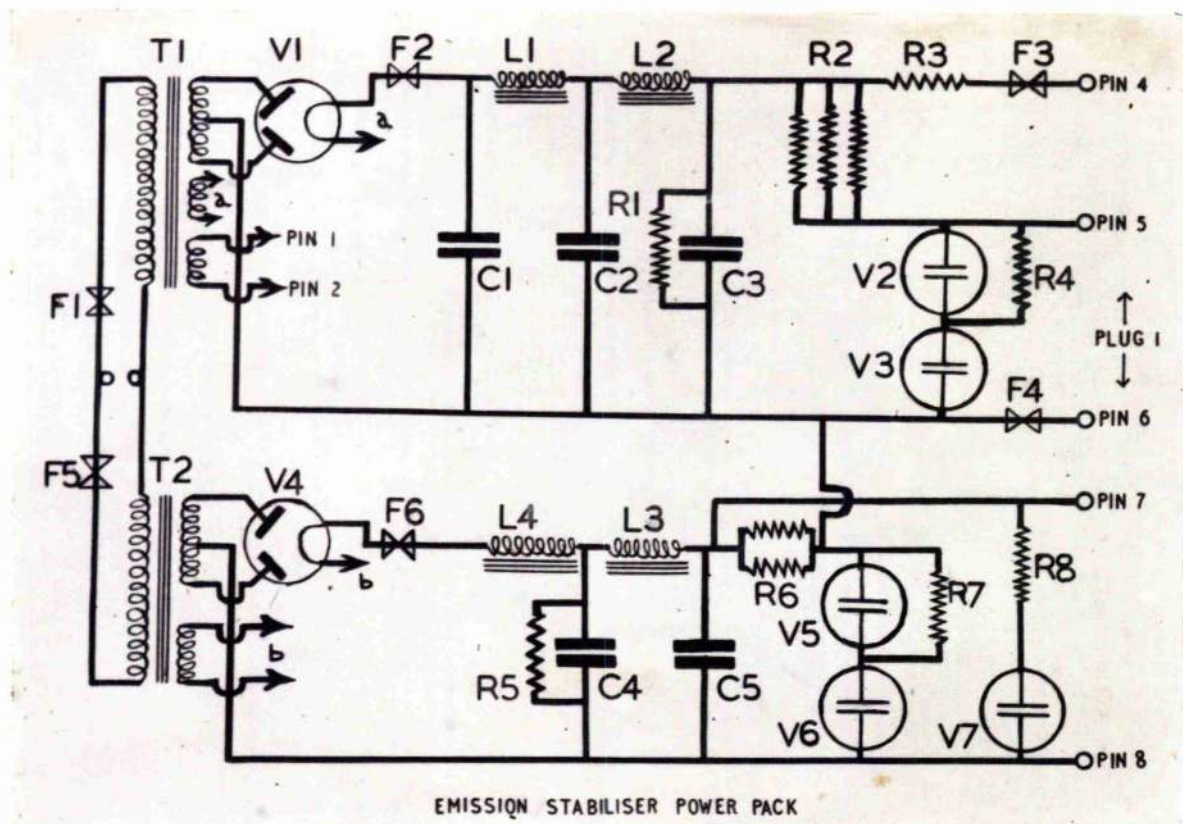 T1
V1
F2
L1
L2
R2
R3
F3
PIN 4
a
a
PIN 1
PIN 2
F1
C1
C2
R1
C3
PIN 5
V2
R4
V3
PLUG 1
F4
PIN 6
F5
T2
V4
F6
L4
L3
PIN 7
b
R6
R7
R8
V5
b
R5
C4
C5
V6
V7
PIN 8
EMISSION STABILISER POWER PACK